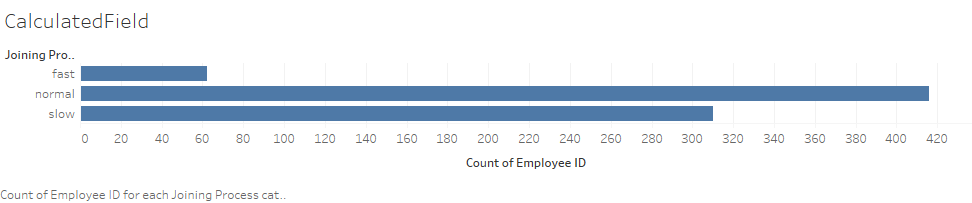 CalculatedField
Joining Pro..
fast
normal
slow
0 20 40 60 80 100 120 140 160 180 200 220 240 260 280 300 320 340 360 380 400 420
Count of Employee ID
Count of Employee ID for each Joining Process cat..